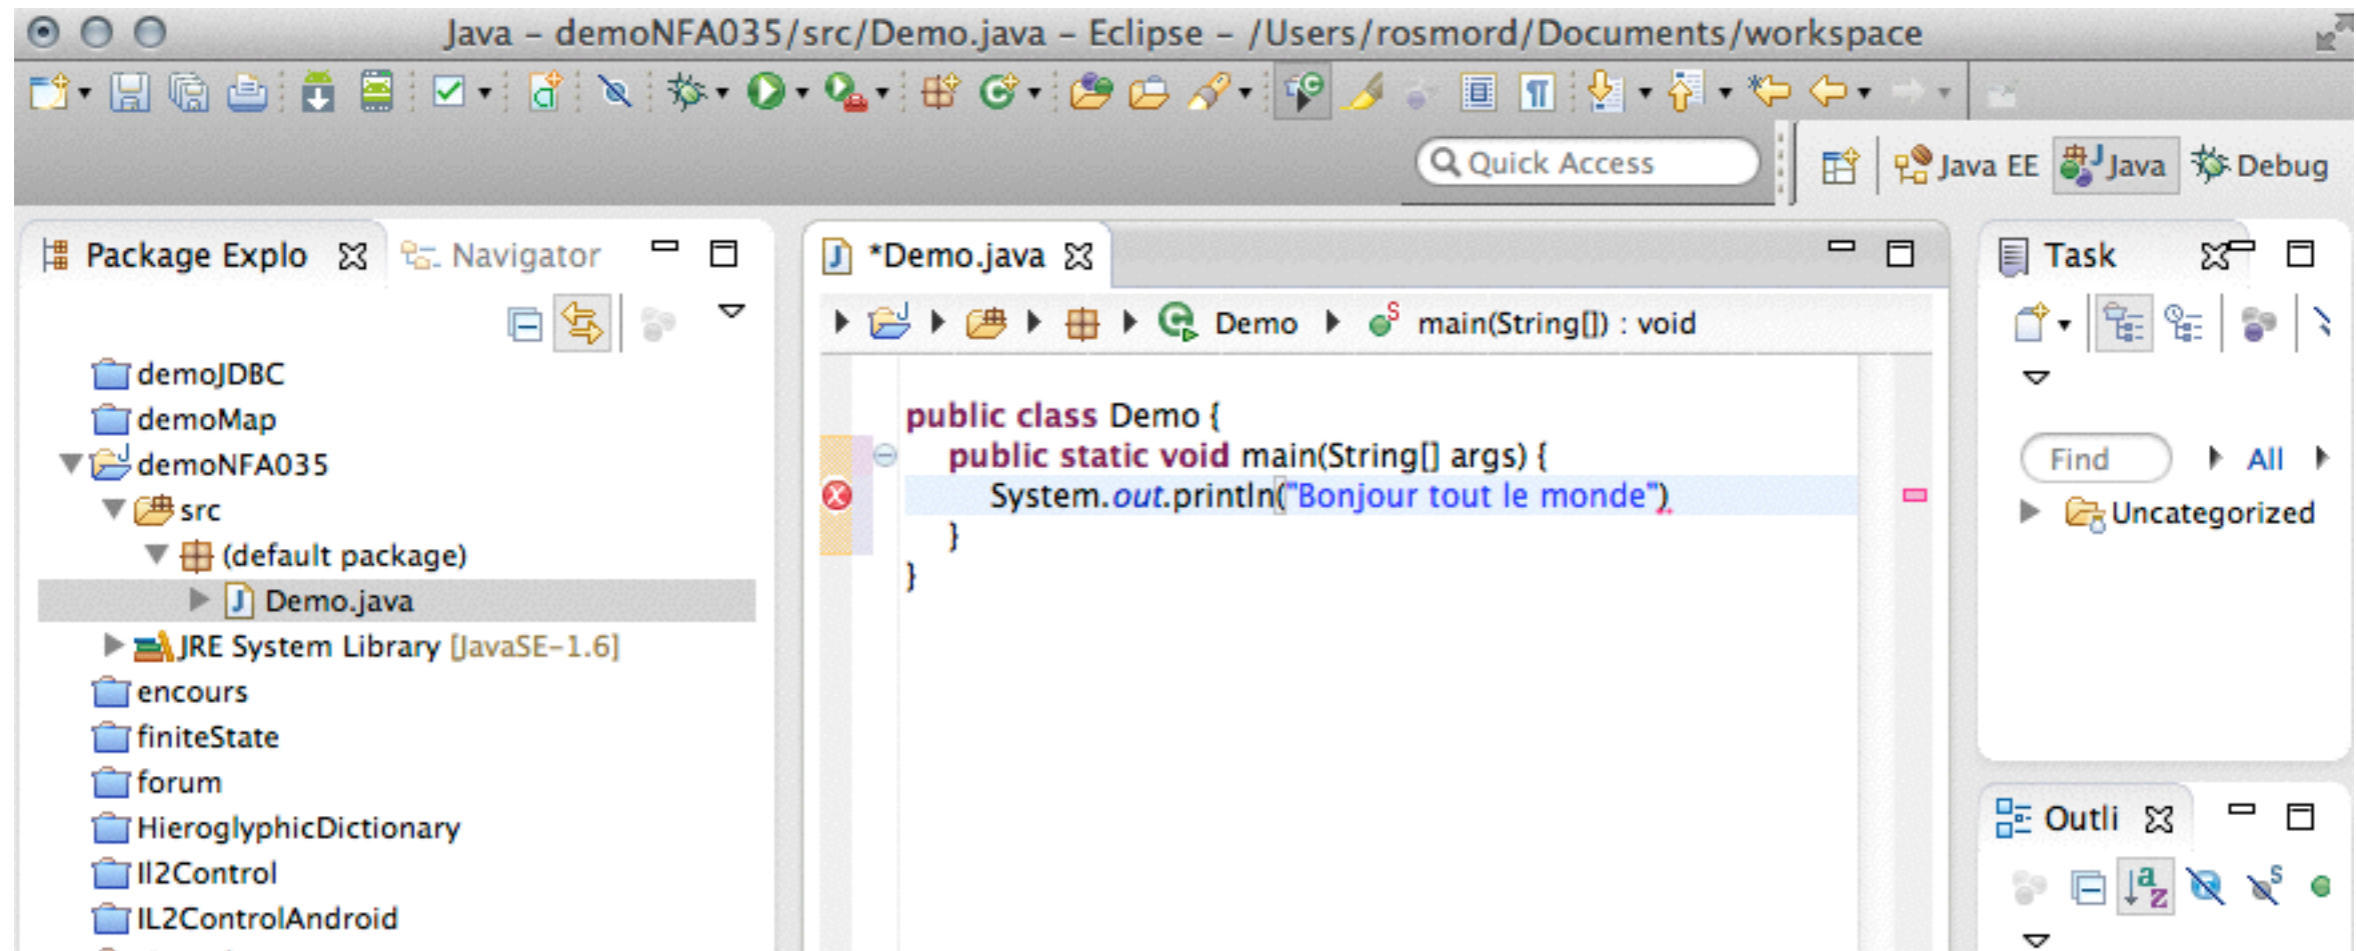 Java – demoNFA035/src/Demo.java – Eclipse – /Users/rosmord/Documents/workspace
Quick Access
Java EE
Java
Debug
Package Explo
Navigator
demoJDBC
demoMap
demoNFA035
src
(default package)
Demo.java
JRE System Library [JavaSE-1.6]
encours
finiteState
forum
HieroglyphicDictionary
Il2Control
IL2ControlAndroid
*Demo.java
Demo
main(String[]) : void
public class Demo {
public static void main(String[] args) {
System.out.println("Bonjour tout le monde")
}
}
Task
Find
All
Uncategorized
Outli